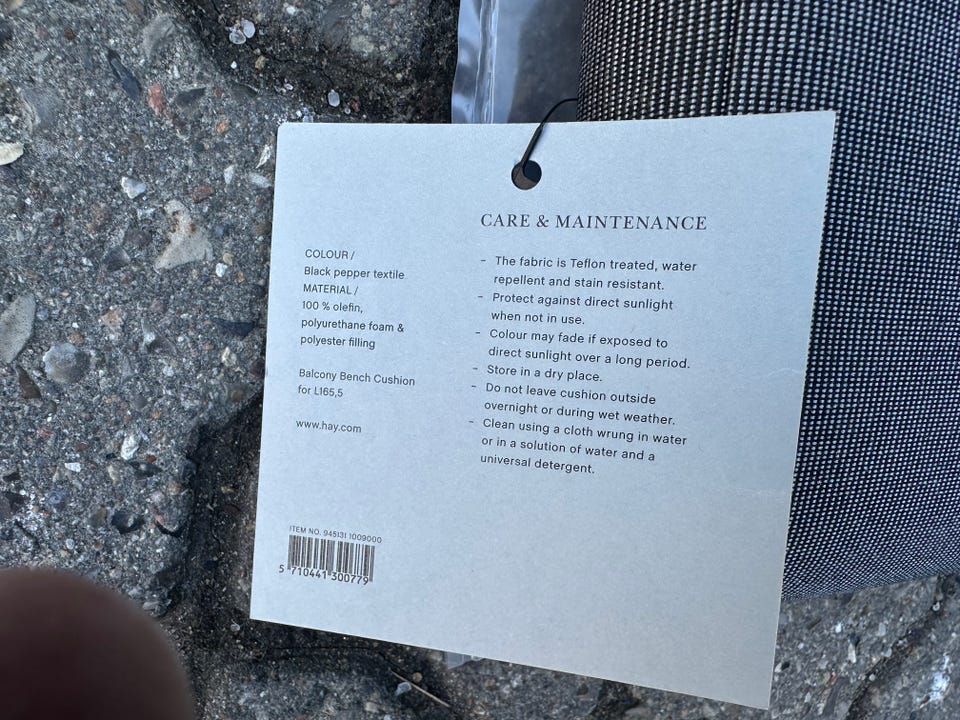 COLOUR /
Black pepper textile
MATERIAL /
100 % olefin,
polyurethane foam &
polyester filling
Balcony Bench Cushion
for L165,5
www.hay.com
ITEM NO. 945131 1009000
5 710441 300779
CARE & MAINTENANCE
- The fabric is Teflon treated, water
repellent and stain resistant.
- Protect against direct sunlight
when not in use.
- Colour may fade if exposed to
direct sunlight over a long period.
- Store in a dry place.
- Do not leave cushion outside
overnight or during wet weather.
- Clean using a cloth wrung in water
or in a solution of water and a
universal detergent.